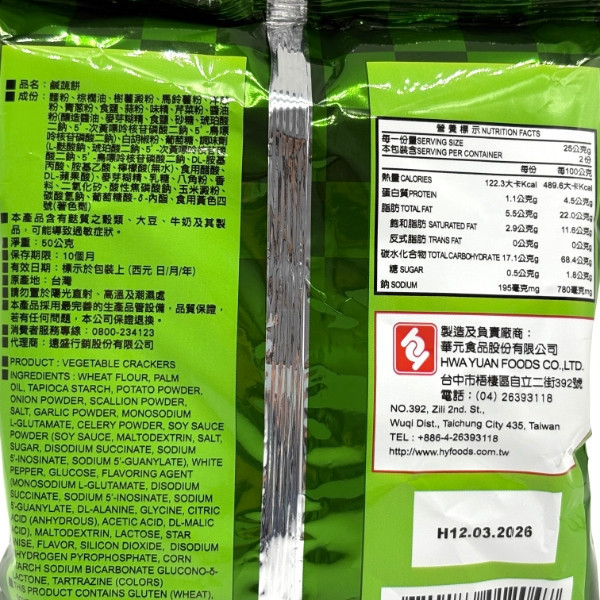 ■品名：鹹蔬餅
■成份：麵粉、棕櫚油、樹薯澱粉、馬鈴薯粉、洋蔥
粉、青蔥粉、食鹽、蒜粉、味精、芹菜粉、醬油
粉(釀造醬油、麥芽糊精、食鹽、砂糖、琥珀酸
二鈉、5'-次黃嘌呤核苷磷酸二鈉、5'-鳥嘌
呤核苷磷酸二鈉)、白胡椒粉、葡萄糖、調味劑
(L-麩酸鈉、琥珀酸二鈉、5'-次黃嘌呤核苷磷
酸二鈉、5'-鳥嘌呤核苷磷酸二鈉、DL-胺基
丙酸、胺基乙酸、檸檬酸(無水)、食用醋酸、
DL-蘋果酸)、麥芽糊精、乳糖、八角粉、香
料、二氧化矽、酸性焦磷酸鈉、玉米澱粉、
碳酸氫鈉、葡萄糖酸-δ-內酯、食用黃色四
號(著色劑)
■本產品含有麩質之穀類、大豆、牛奶及其製
品，可能導致過敏症狀。
■淨重：50公克
■保存期限：10個月
■有效日期：標示於包裝上(西元 日/月/年)
■原產地：台灣
■請勿置於陽光直射、高溫及潮濕處
■本產品採用最完善的生產品管設備，品質保證，
若有任何問題，本公司保證退換。
■消費者服務專線：0800-234123
■代理商：遠盛行銷股份有限公司
■PRODUCT : VEGETABLE CRACKERS
■INGREDIENTS : WHEAT FLOUR, PALM
OIL, TAPIOCA STARCH, POTATO POWDER,
ONION POWDER, SCALLION POWDER,
SALT, GARLIC POWDER, MONOSODIUM
L-GLUTAMATE, CELERY POWDER, SOY SAUCE
POWDER (SOY SAUCE, MALTODEXTRIN, SALT,
SUGAR, DISODIUM SUCCINATE, SODIUM
5'-INOSINATE, SODIUM 5'-GUANYLATE), WHITE
PEPPER, GLUCOSE, FLAVORING AGENT
(MONOSODIUM L-GLUTAMATE, DISODIUM
SUCCINATE, SODIUM 5'-INOSINATE, SODIUM
5'-GUANYLATE, DL-ALANINE, GLYCINE, CITRIC
ACID (ANHYDROUS), ACETIC ACID, DL-MALIC
ACID), MALTODEXTRIN, LACTOSE, STAR
NISE, FLAVOR, SILICON DIOXIDE, DISODIUM
HYDROGEN PYROPHOSPHATE, CORN
STARCH SODIUM BICARBONATE GLUCONO-δ-
LACTONE, TARTRAZINE (COLORS)
THIS PRODUCT CONTAINS GLUTEN (WHEAT),
營養標示 NUTRITION FACTS
每一份量SERVING SIZE 25公克g
本包裝含SERVING PER CONTAINER 2份
每份 每100公克
熱量 CALORIES 122.3大卡Kcal 489.6大卡Kcal
蛋白質PROTEIN 1.1公克g 4.5公克g
脂肪 TOTAL FAT 5.5公克g 22.0公克g
飽和脂肪 SATURATED FAT 2.9公克g 11.6公克g
反式脂肪 TRANS FAT 0公克g 0公克g
碳水化合物 TOTAL CARBOHYDRATE 17.1公克g 68.4公克g
糖 SUGAR 0.5公克g 1.8公克g
鈉 SODIUM 195毫克mg 780毫克mg
製造及負責廠商：
華元食品股份有限公司
HWA YUAN FOODS CO.,LTD.
台中市梧棲區自立二街392號
電話：(04) 26393118
NO.392, Zili 2nd. St.,
Wuqi Dist., Taichung City 435, Taiwan
TEL : +886-4-26393118
http://www.hyfoods.com.tw
H12.03.2026